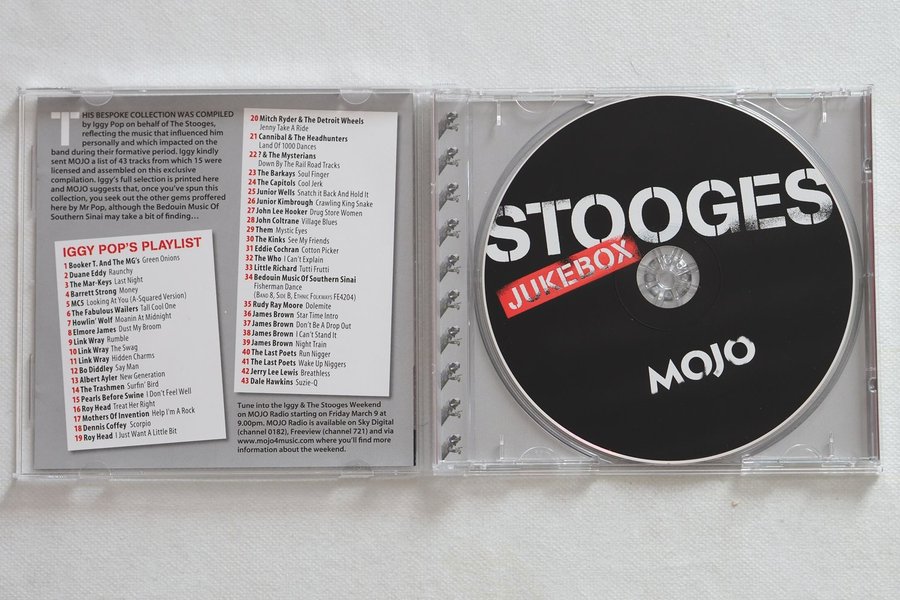 THIS BESPOKE COLLECTION WAS COMPILED
by Iggy Pop on behalf of The Stooges,
reflecting the music that influenced him
personally and which impacted on the
band during their formative period. Iggy kindly
sent MOJO a list of 43 tracks from which 15 were
licensed and assembled on this exclusive
compilation. Iggy's full selection is printed here
and MOJO suggests that, once you've spun this
collection, you seek out the other gems proffered
here by Mr Pop, although the Bedouin Music Of
Southern Sinai may take a bit of finding...
IGGY POP'S PLAYLIST
1 Booker T. And The MG's Green Onions
2 Duane Eddy Raunchy
3 The Mar-Keys Last Night
4 Barrett Strong Money
5 MC5 Looking At You (A-Squared Version)
6 The Fabulous Wailers Tall Cool One
7 Howlin' Wolf Moanin At Midnight
8 Elmore James Dust My Broom
9 Link Wray Rumble
10 Link Wray The Swag
11 Link Wray Hidden Charms
12 Bo Diddley Say Man
13 Albert Ayler New Generation
14 The Trashmen Surfin' Bird
15 Pearls Before Swine I Don't Feel Well
16 Roy Head Treat Her Right
17 Mothers Of Invention Help I'm A Rock
18 Dennis Coffey Scorpio
19 Roy Head I Just Want A Little Bit
20 Mitch Ryder & The Detroit Wheels
Jenny Take A Ride
21 Cannibal & The Headhunters
Land Of 1000 Dances
22 ? & The Mysterians
Down By The Rail Road Tracks
23 The Barkays Soul Finger
24 The Capitols Cool Jerk
25 Junior Wells Snatch it Back And Hold It
26 Junior Kimbrough Crawling King Snake
27 John Lee Hooker Drug Store Women
28 John Coltrane Village Blues
29 Them Mystic Eyes
30 The Kinks See My Friends
31 Eddie Cochran Cotton Picker
32 The Who I Can't Explain
33 Little Richard Tutti Frutti
34 Bedouin Music Of Southern Sinai
Fisherman Dance
(Band 8, Side B, Ethnic Folkways FE4204)
35 Rudy Ray Moore Dolemite
36 James Brown Star Time Intro
37 James Brown Don't Be A Drop Out
38 James Brown I Can't Stand It
39 James Brown Night Train
40 The Last Poets Run Nigger
41 The Last Poets Wake Up Niggers
42 Jerry Lee Lewis Breathless
43 Dale Hawkins Suzie-Q
Tune into the Iggy & The Stooges Weekend
on MOJO Radio starting on Friday March 9 at
9.00pm. MOJO Radio is available on Sky Digital
(channel 0182), Freeview (channel 721) and via
www.mojo4music.com where you'll find more
information about the weekend.
STOOGES
JUKEBOX
MOJO